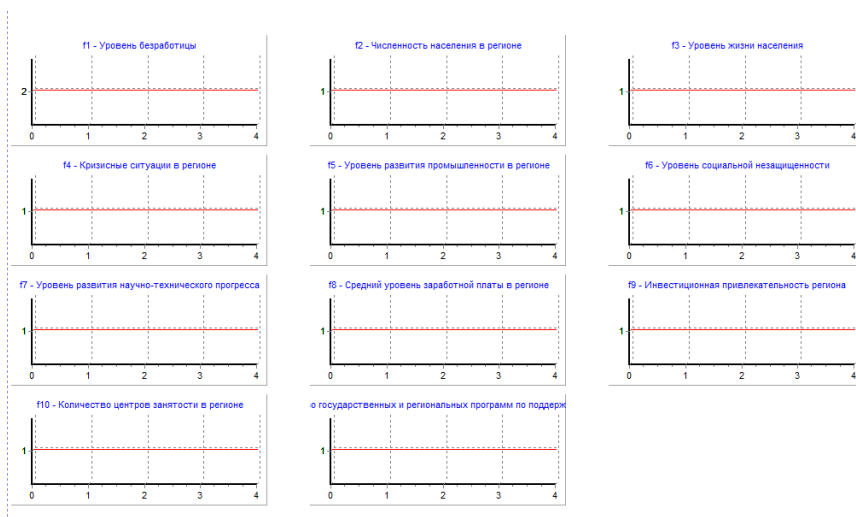 f1 - Уровень безработицы
2
0 1 2 3 4
f2 - Численность населения в регионе
1
0 1 2 3 4
f3 - Уровень жизни населения
1
0 1 2 3 4
f4 - Кризисные ситуации в регионе
1
0 1 2 3 4
f5 - Уровень развития промышленности в регионе
1
0 1 2 3 4
f6 - Уровень социальной незащищенности
1
0 1 2 3 4
f7 - Уровень развития научно-технического прогресса
1
0 1 2 3 4
f8 - Средний уровень заработной платы в регионе
1
0 1 2 3 4
f9 - Инвестиционная привлекательность региона
1
0 1 2 3 4
f10 - Количество центров занятости в регионе
1
0 1 2 3 4
о государственных и региональных программ по поддерж
1
0 1 2 3 4